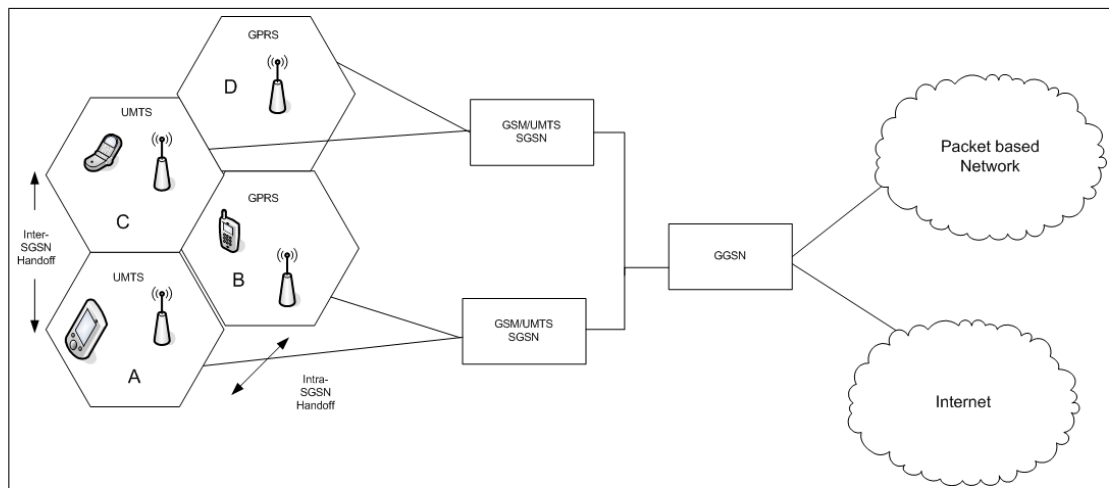 GPRS
D
UMTS
C
GPRS
B
UMTS
A
Inter-
SGSN
Handoff
Intra-
SGSN
Handoff
GSM/UMTS
SGSN
GSM/UMTS
SGSN
GGSN
Packet based
Network
Internet